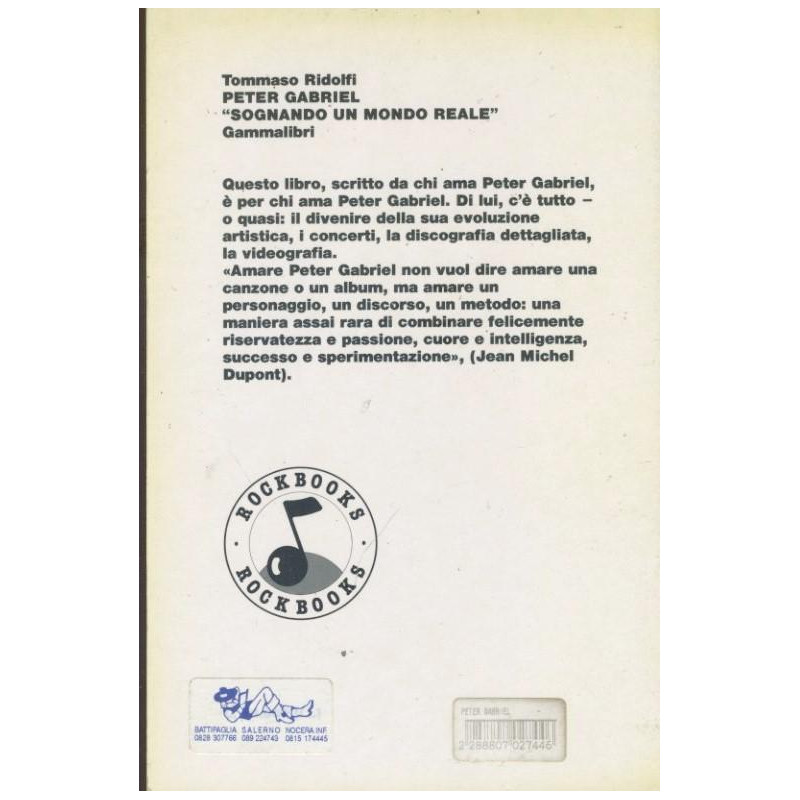 Tommaso Ridolfi
PETER GABRIEL
“SOGNANDO UN MONDO REALE”
Gammalibri
Questo libro, scritto da chi ama Peter Gabriel,
è per chi ama Peter Gabriel. Di lui, c’è tutto –
o quasi: il divenire della sua evoluzione
artistica, i concerti, la discografia dettagliata,
la videografia.
«Amare Peter Gabriel non vuol dire amare una
canzone o un album, ma amare un
personaggio, un discorso, un metodo: una
maniera assai rara di combinare felicemente
riservatezza e passione, cuore e intelligenza,
successo e sperimentazione», (Jean Michel
Dupont).
· ROCKBOOKS ·
ROCKBOOKS
BATTIPAGLIA SALERNO NOCERA INF
0828 307766 089 224749 0815 174445
PETER GABRIEL
2 288807 027446